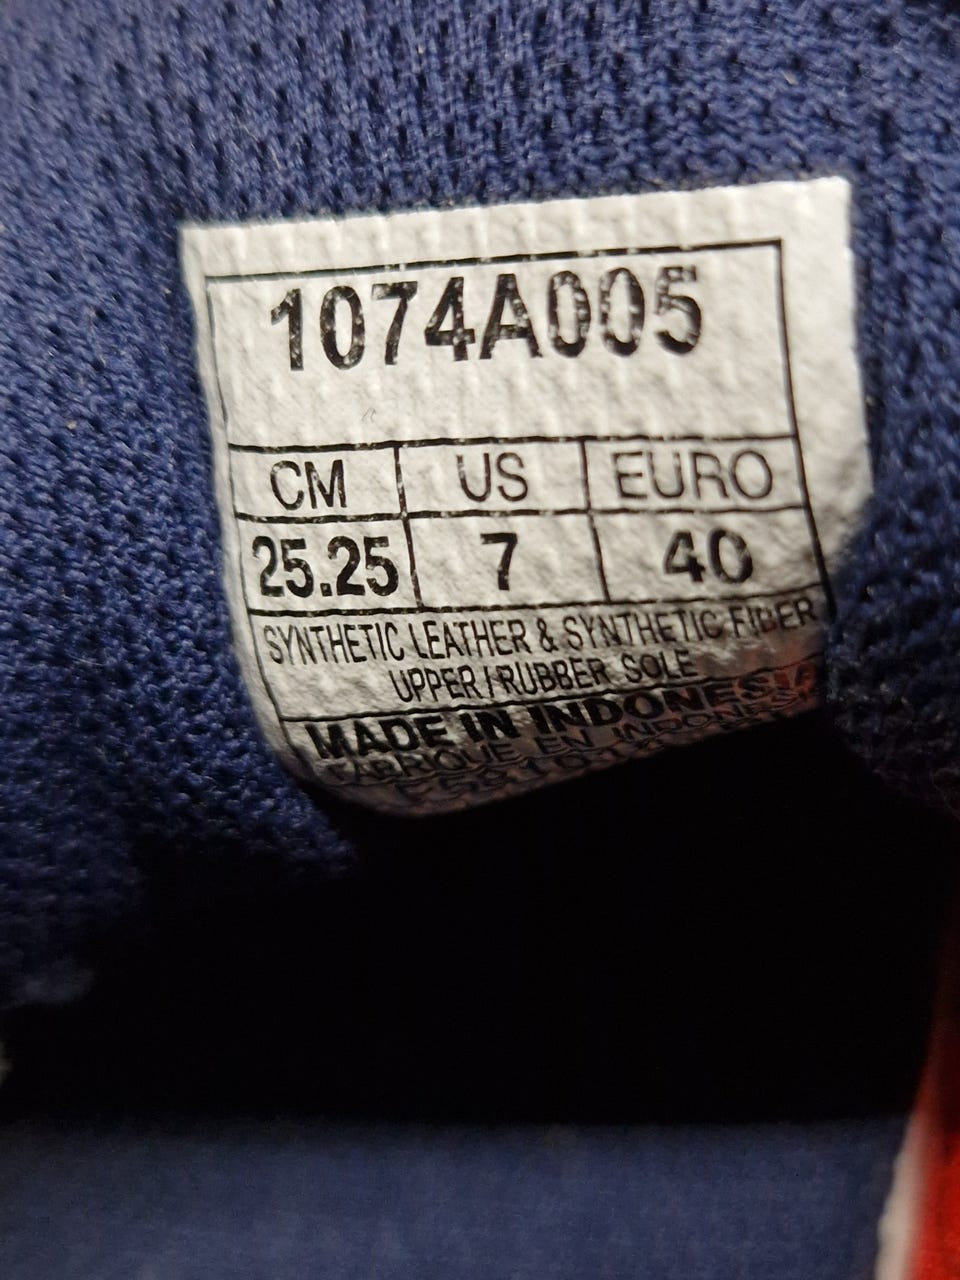 1074A005
CM US EURO
25.25 7 40
SYNTHETIC LEATHER & SYNTHETIC FIBER
UPPER / RUBBER SOLE
MADE IN INDONESIA
FABRIQUE EN INDONESIE